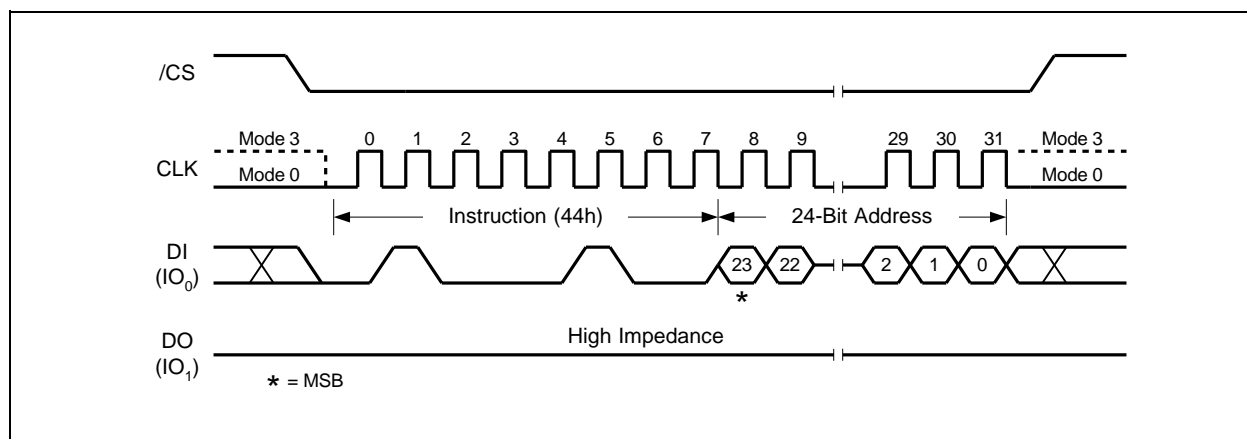 /CS
Mode 3 0 1 2 3 4 5 6 7 8 9 29 30 31 Mode 3
CLK
Mode 0 Mode 0
Instruction (44h) 24-Bit Address
DI
(IO0)
23 22 2 1 0
*
High Impedance
DO
(IO1)
* = MSB